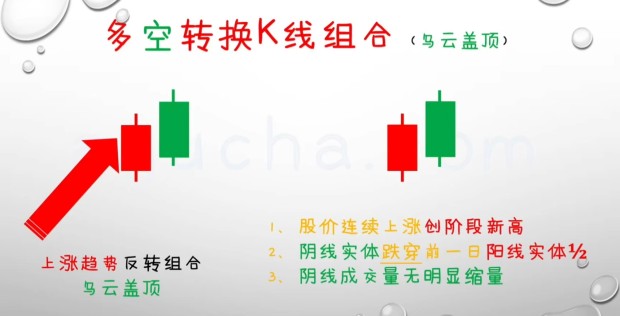 多空转换K线组合（乌云盖顶）
上涨趋势反转组合
乌云盖顶
1、股价连续上涨创阶段新高
2、阴线实体跌穿前一日阳线实体½
3、阴线成交量无明显缩量